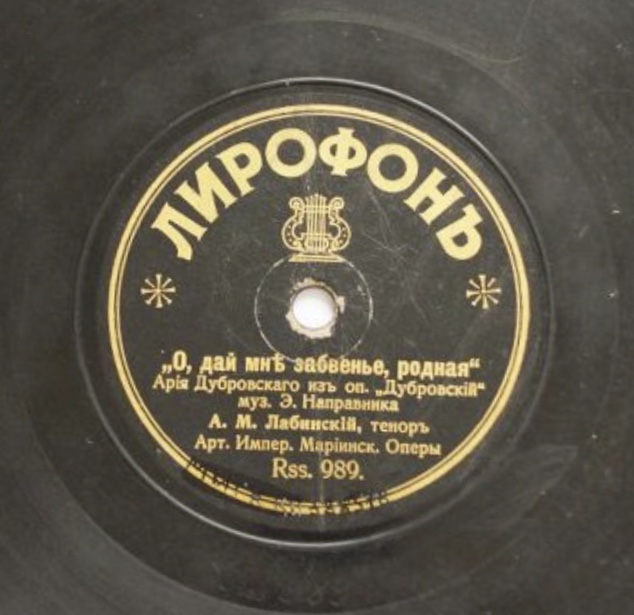 ЛИРОФОНЪ
„О, дай мнѣ забвенье, родная“
Арія Дубровскаго изъ оп. „Дубровскій“
муз. Э. Направника
А. М. Лабинскій, теноръ
Арт. Импер. Маріинск. Оперы
Rss. 989.